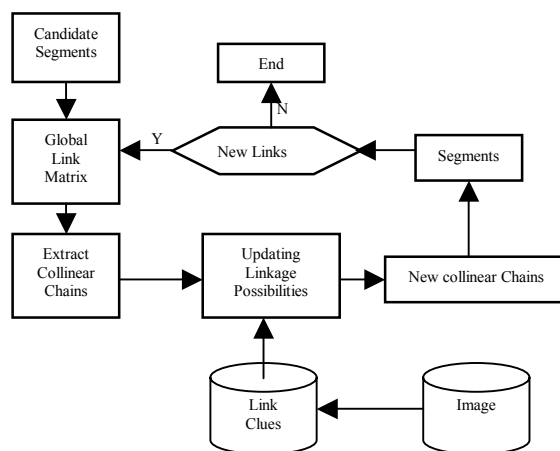 Candidate
Segments
End
N
Y
Global
Link
Matrix
New Links
Segments
Extract
Collinear
Chains
Updating
Linkage
Possibilities
New collinear Chains
Link
Clues
Image